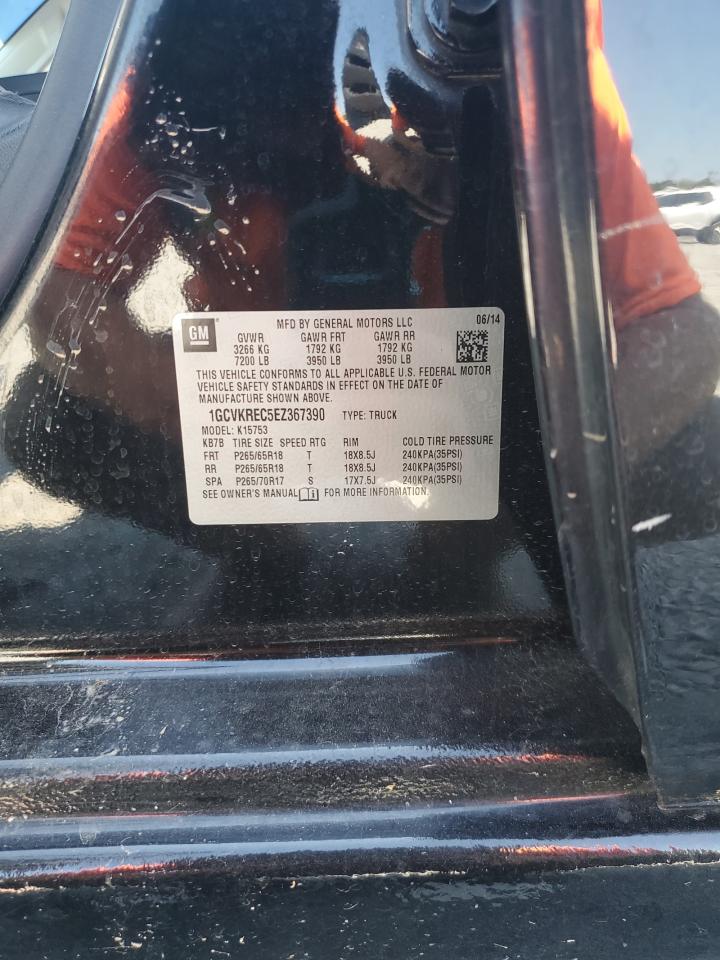 GM MFD BY GENERAL MOTORS LLC 06/14
GVWR GAWR FRT GAWR RR
3266 KG 1792 KG 1792 KG
7200 LB 3950 LB 3950 LB
THIS VEHICLE CONFORMS TO ALL APPLICABLE U.S. FEDERAL MOTOR
VEHICLE SAFETY STANDARDS IN EFFECT ON THE DATE OF
MANUFACTURE SHOWN ABOVE.
1GCVKREC5EZ367390 TYPE: TRUCK
MODEL: K15753
KB7B TIRE SIZE SPEED RTG RIM COLD TIRE PRESSURE
FRT P265/65R18 T 18X8.5J 240KPA(35PSI)
RR P265/65R18 T 18X8.5J 240KPA(35PSI)
SPA P265/70R17 S 17X7.5J 240KPA(35PSI)
SEE OWNER'S MANUAL FOR MORE INFORMATION.